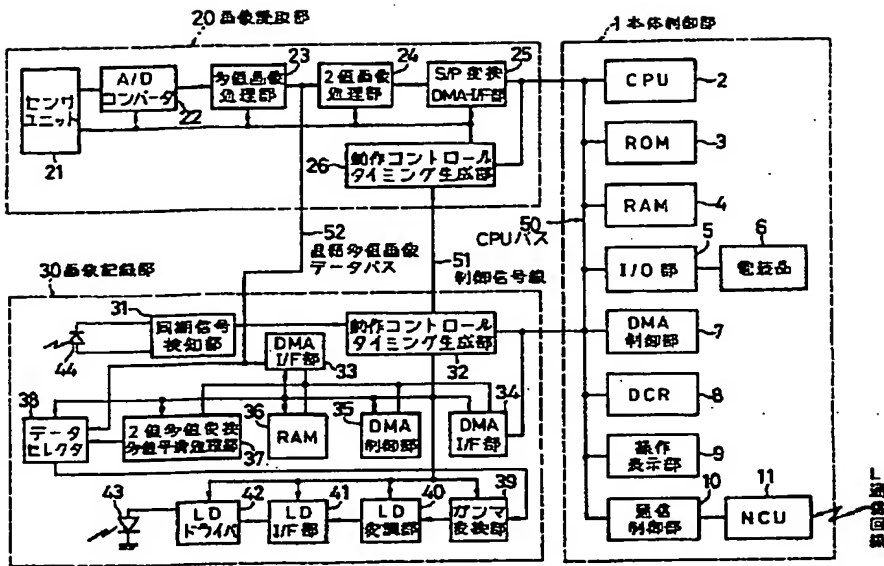 20 画像読取部
センサ
ユニット
21
A/D
コンバータ
22
23
多値画像
処理部
24
2値画像
処理部
25
S/P変換
DMA-I/F部
26
動作コントロール
タイミング生成部
52
直接多値画像
データバス
51
制御信号線
50
CPUバス
1 本体制御部
CPU
2
ROM
3
RAM
4
5
I/O部
6
電装品
DMA
制御部
7
DCR
8
操作
表示部
9
10
通信
制御部
11
NCU
L 通信回線
30 画像記録部
31
同期信号
検知部
44
動作コントロール
タイミング生成部
32
DMA
I/F部
33
38
データ
セレクタ
2値多値変換
多値平滑処理部
37
36
RAM
35
DMA
制御部
34
DMA
I/F部
43
42
LD
ドライバ
41
LD
I/F部
40
LD
変調部
39
ガンマ
変換部